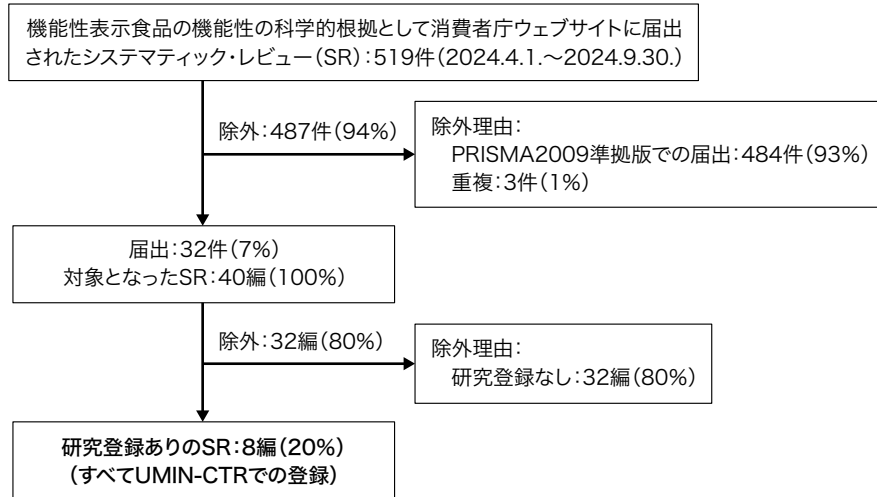 機能性表示食品の機能性の科学的根拠として消費者庁ウェブサイトに届出
されたシステマティック・レビュー（SR）：519件（2024.4.1.～2024.9.30.）
除外：487件（94%）
除外理由：
PRISMA2009準拠版での届出：484件（93%）
重複：3件（1%）
届出：32件（7%）
対象となったSR：40編（100%）
除外：32編（80%）
除外理由：
研究登録なし：32編（80%）
研究登録ありのSR：8編（20%）
（すべてUMIN-CTRでの登録）